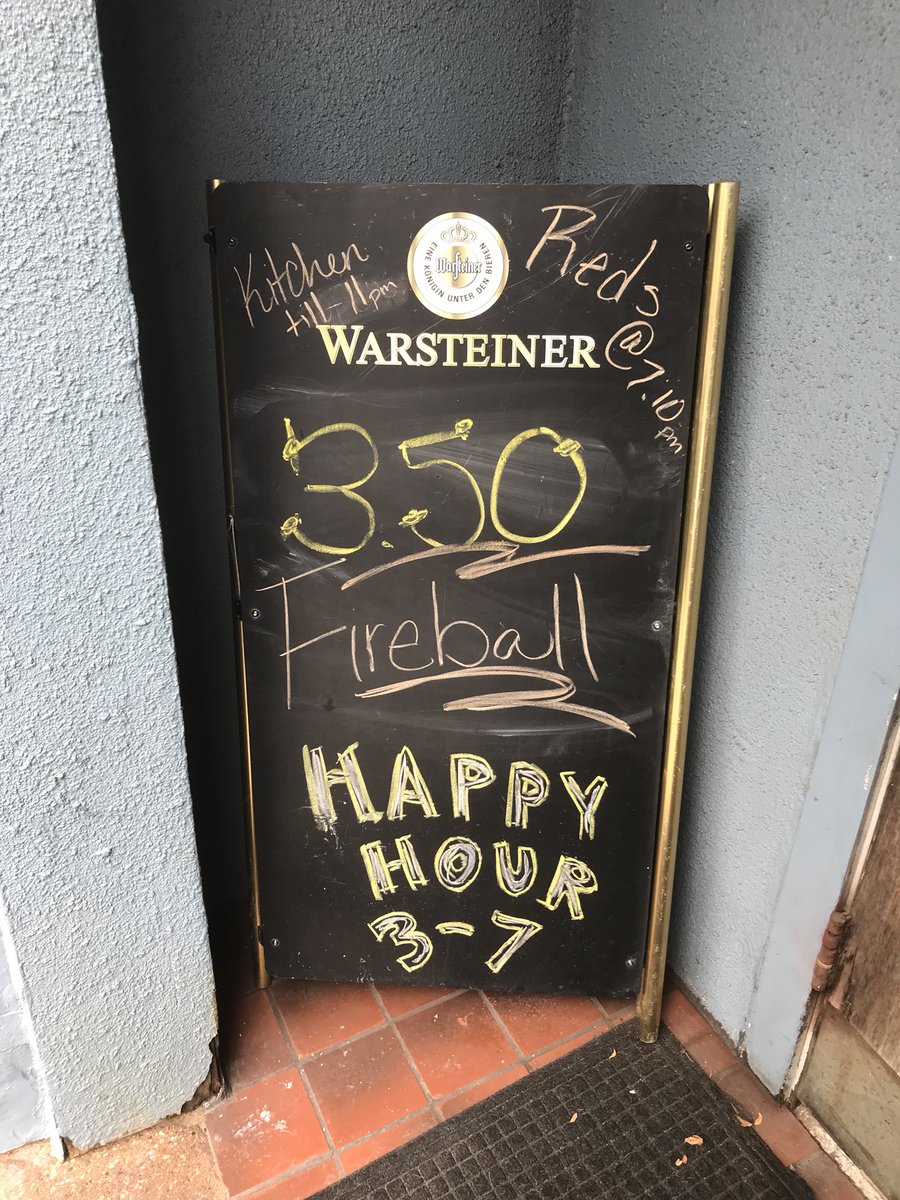 Kitchen
till 11pm
EINE KÖNIGIN UNTER DEN BIEREN
Warsteiner
WARSTEINER
Reds
@7.10
pm
3.50
Fireball
HAPPY
HOUR
3-7